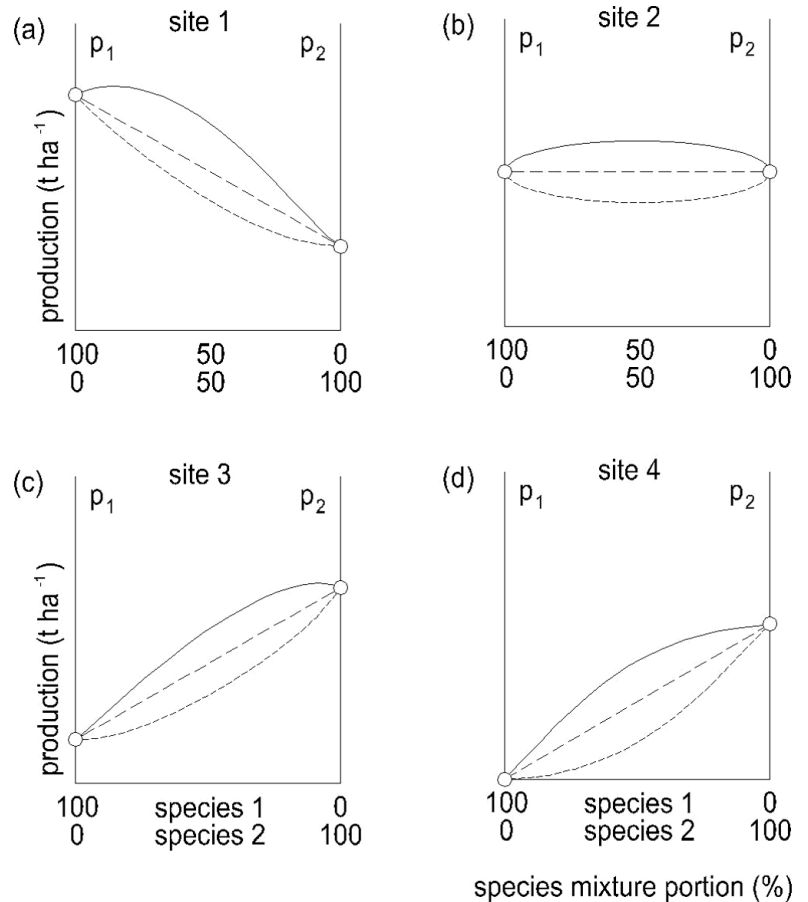 (a) site 1
p₁ p₂
production (t ha⁻¹)
100 50 0
0 50 100
(b) site 2
p₁ p₂
100 50 0
0 50 100
(c) site 3
p₁ p₂
production (t ha⁻¹)
100 species 1 0
0 species 2 100
(d) site 4
p₁ p₂
100 species 1 0
0 species 2 100
species mixture portion (%)